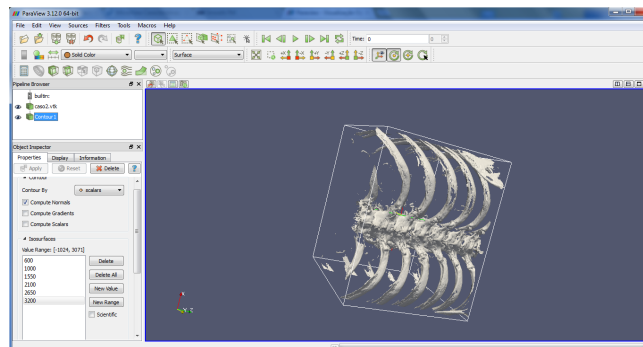 ParaView 3.12.0 64-bit
File Edit View Sources Filters Tools Macros Help
Time: 0 0
Solid Color Surface
Pipeline Browser
builtin:
caso2.vtk
Contour1
Object Inspector
Properties Display Information
Apply Reset Delete ?
Contour
Contour By scalars
Compute Normals
Compute Gradients
Compute Scalars
Isosurfaces
Value Range: [-1024, 3071]
600
1000
1550
2100
2650
3200
Delete
Delete All
New Value
New Range
Scientific